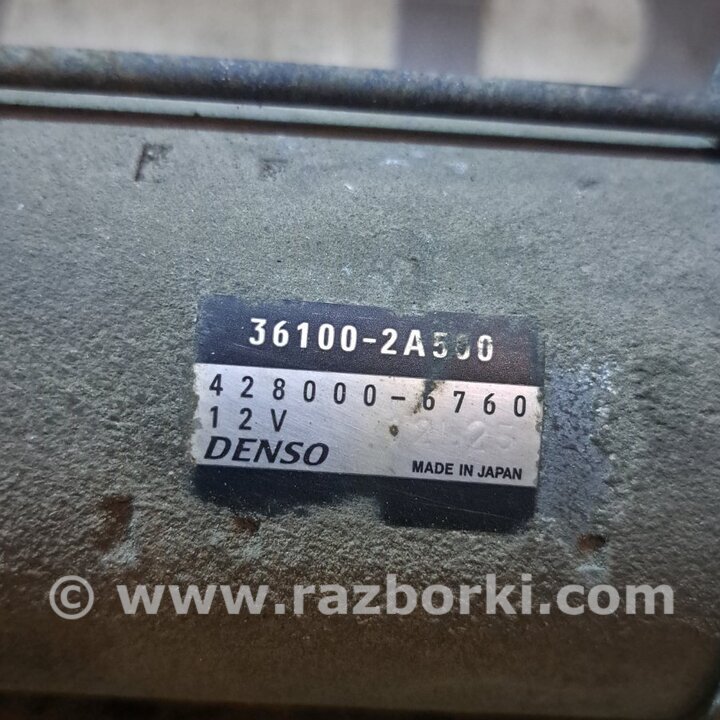 36100-2A500
428000-6760
12V
DENSO
MADE IN JAPAN
© www.razborki.com